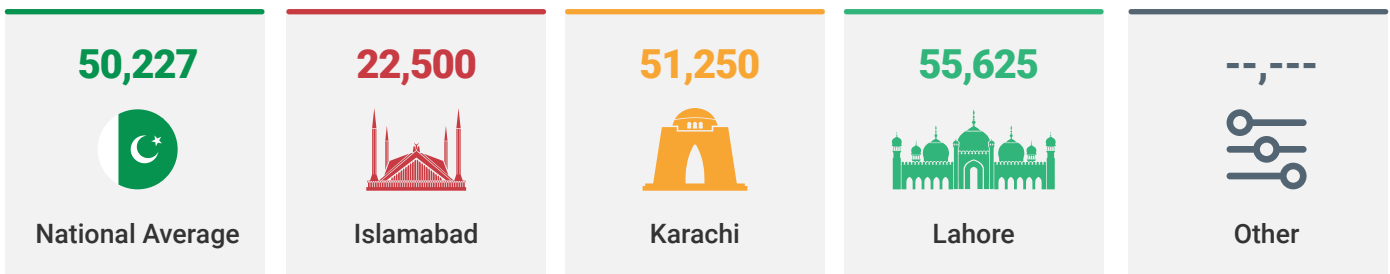 50,227
National Average
22,500
Islamabad
51,250
Karachi
55,625
Lahore
--,---
Other